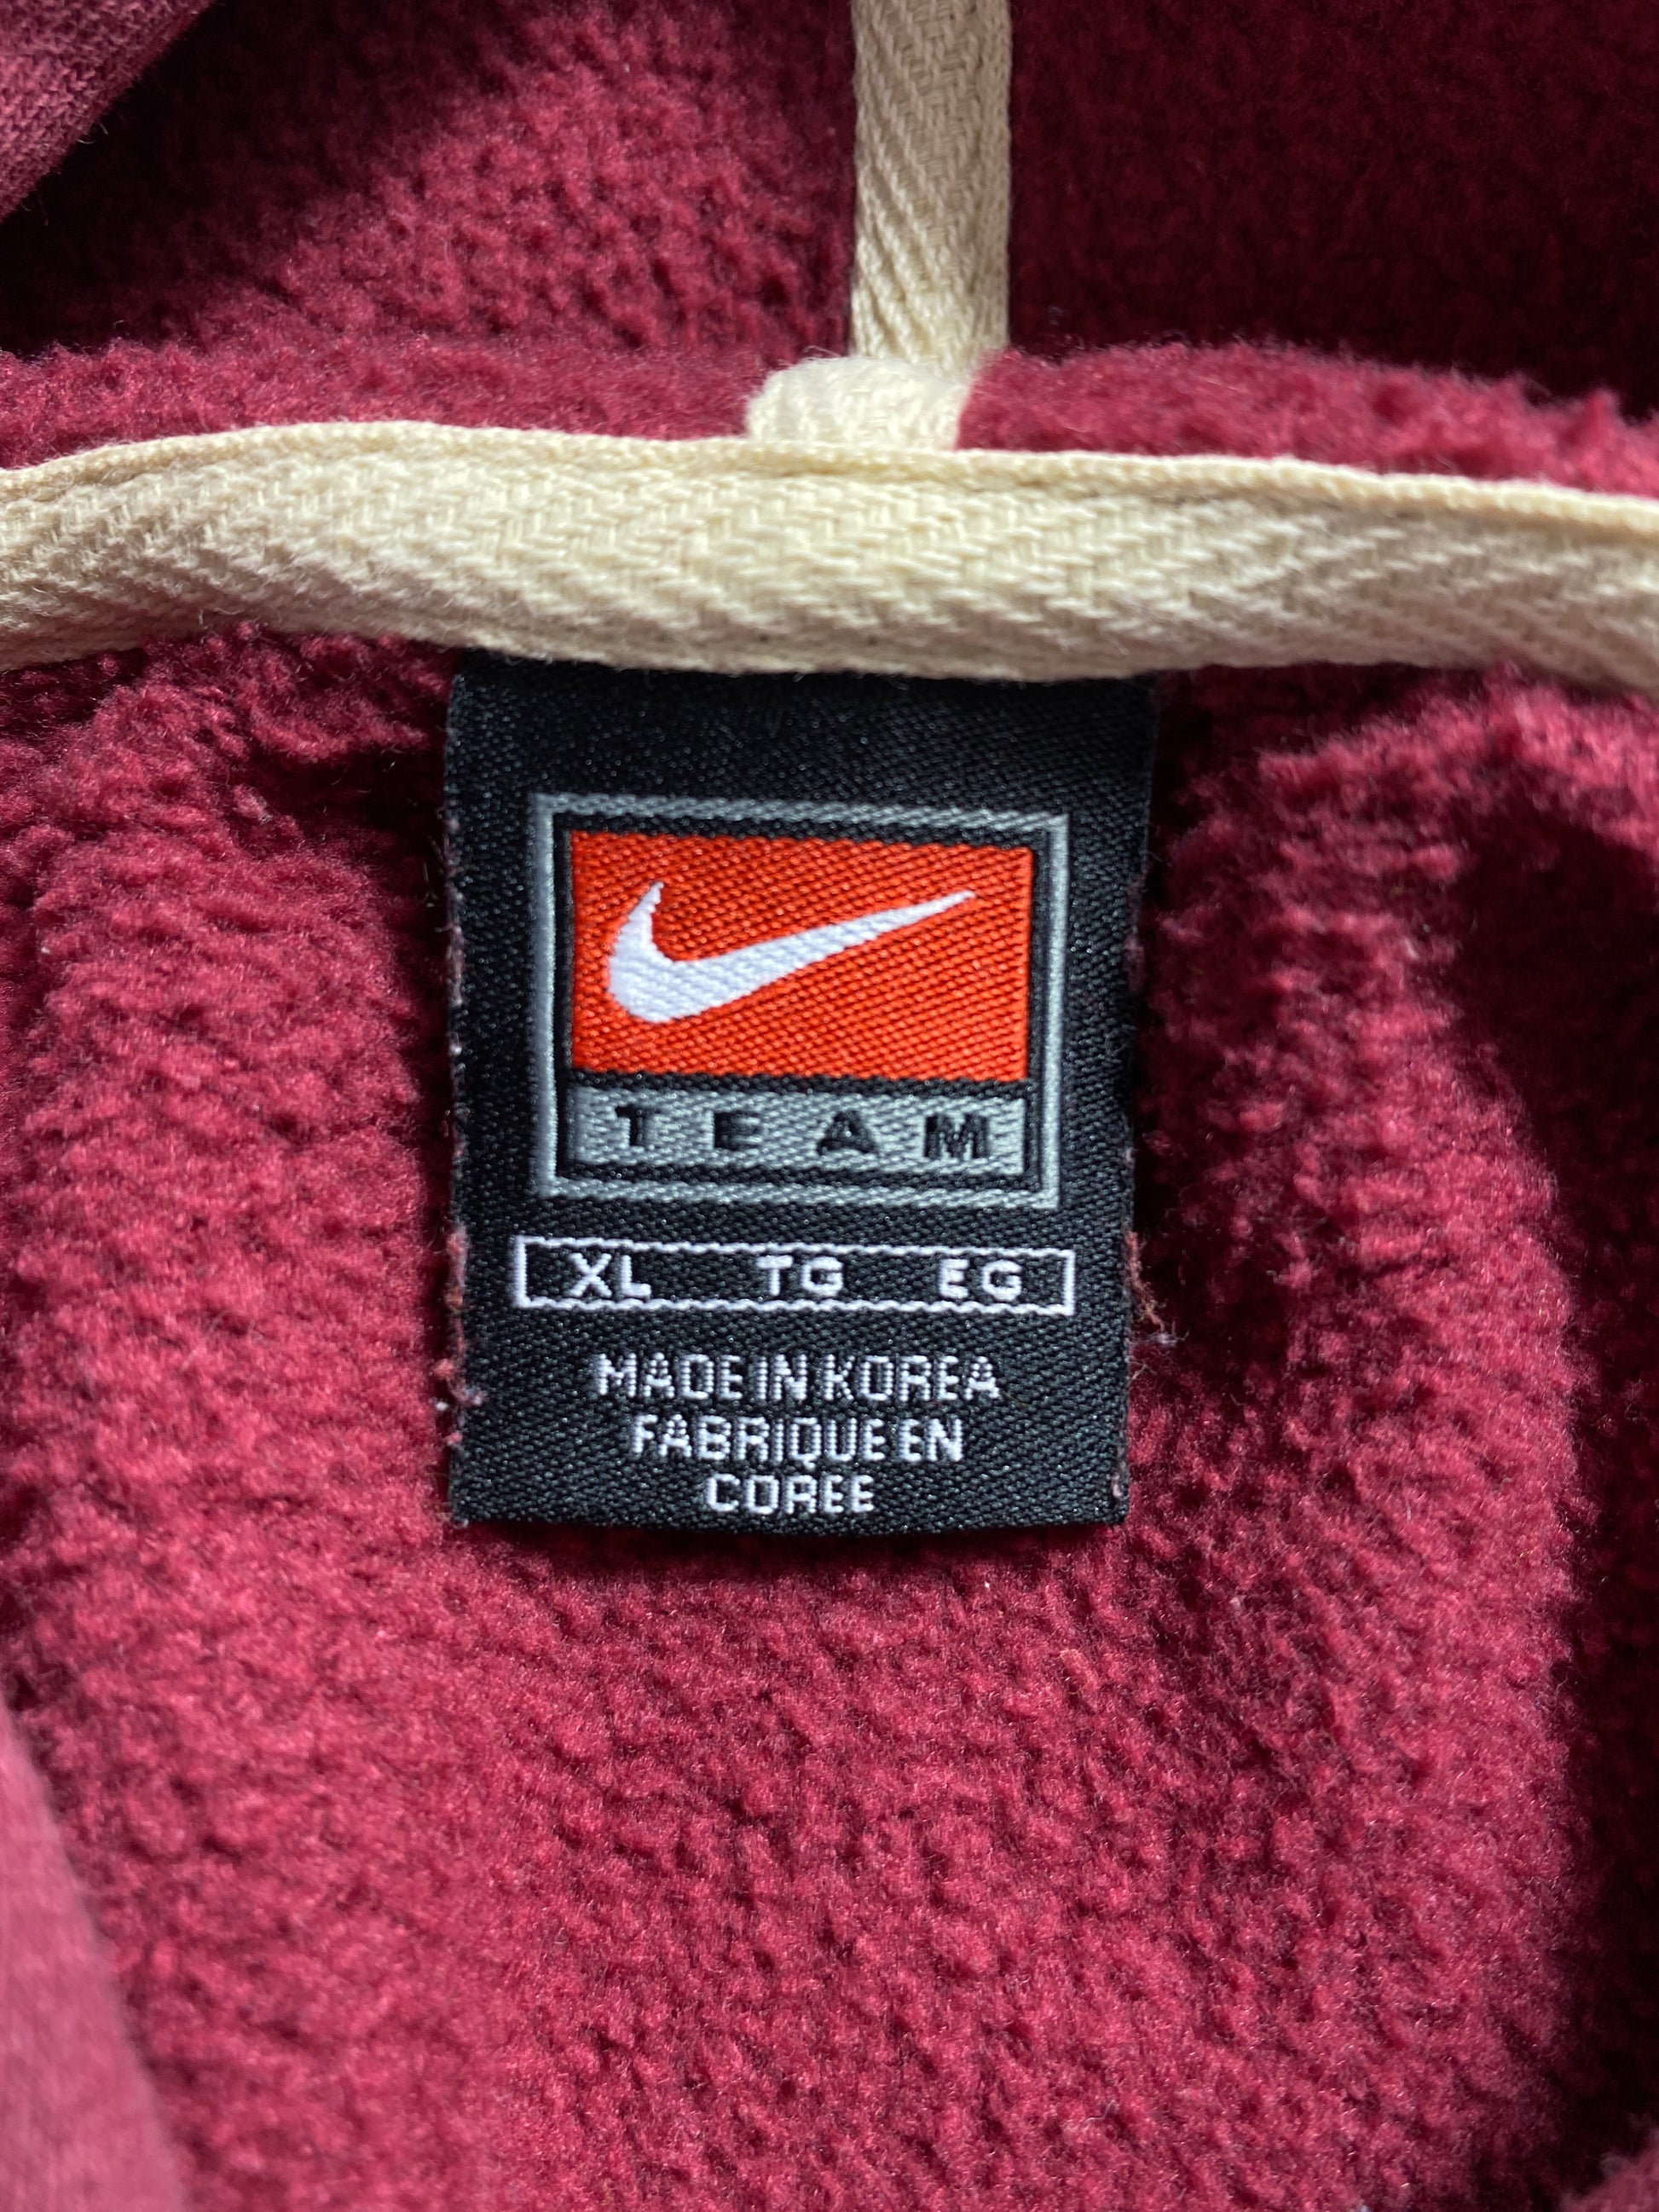 TEAM
XL TG EG
MADE IN KOREA
FABRIQUE EN
COREE